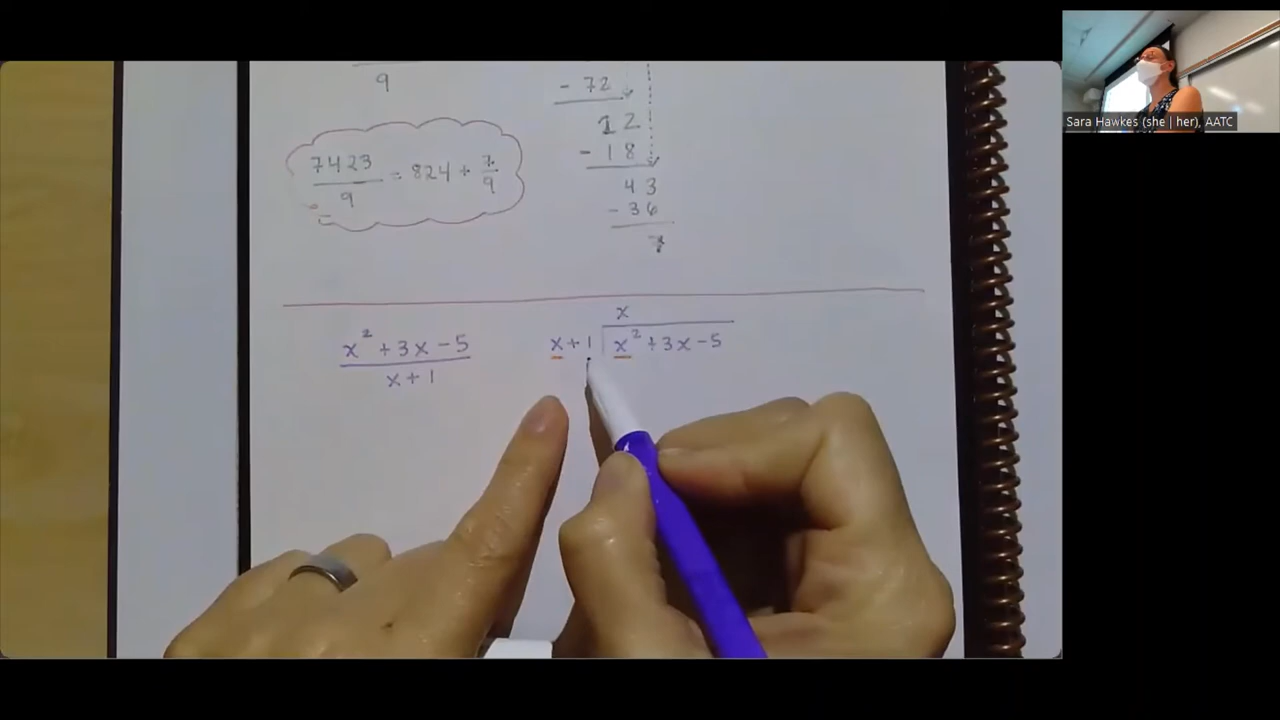 9
7423
9
= 824 + 7/9
- 72
12
- 18
43
- 36
7
x² + 3x - 5
x + 1
x
x + 1 x² + 3x - 5
Sara Hawkes (she | her), AATC